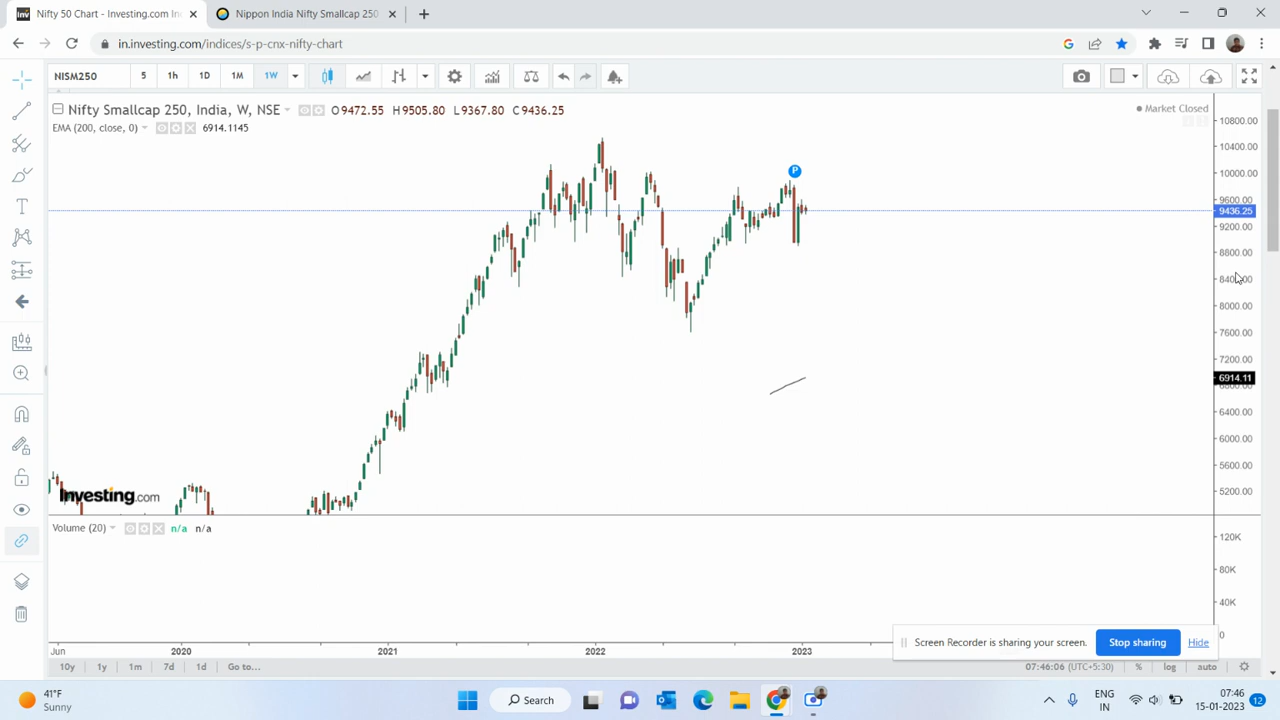 Nifty 50 Chart - Investing.com In
Nippon India Nifty Smallcap 250
in.investing.com/indices/s-p-cnx-nifty-chart
NISM250 5 1h 1D 1M 1W
Nifty Smallcap 250, India, W, NSE O9472.55 H9505.80 L9367.80 C9436.25
Market Closed
EMA (200, close, 0) 6914.1145
P
10800.00
10400.00
10000.00
9600.00
9436.25
9200.00
8800.00
8400.00
8000.00
7600.00
7200.00
6914.11
6800.00
6400.00
6000.00
5600.00
5200.00
Investing.com
Volume (20) n/a n/a
120K
80K
40K
0
Jun 2020 2021 2022 2023
Screen Recorder is sharing your screen. Stop sharing Hide
10y 1y 1m 7d 1d Go to...
07:46:06 (UTC+5:30) % log auto
41°F
Sunny
Search
ENG
IN
07:46
15-01-2023
12